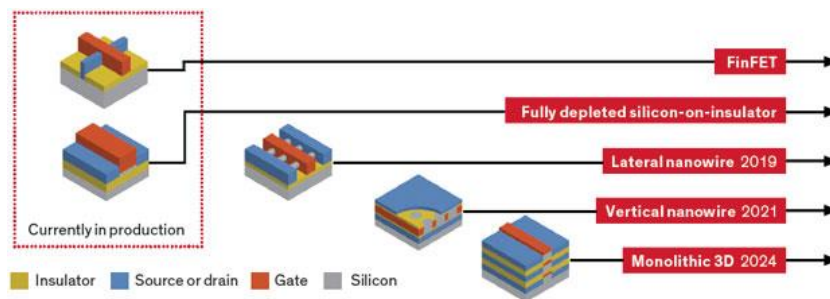 FinFET
Fully depleted silicon-on-insulator
Lateral nanowire 2019
Vertical nanowire 2021
Currently in production
Monolithic 3D 2024
Insulator Source or drain Gate Silicon